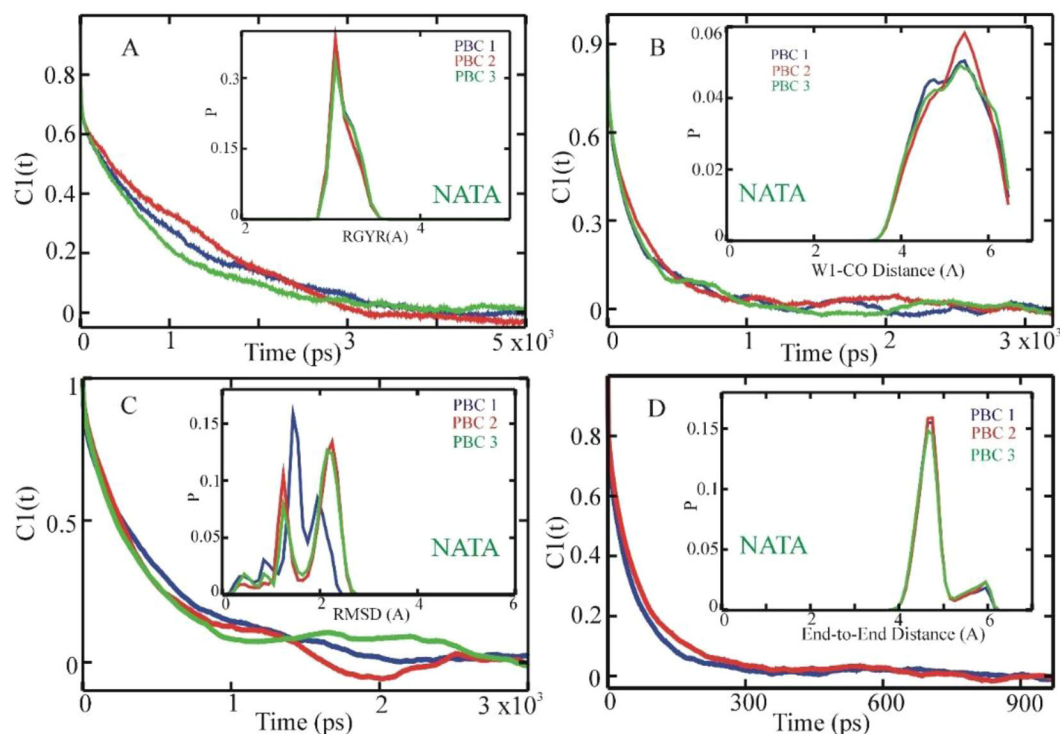 A
PBC 1
PBC 2
PBC 3
0.3
0.15
0
P
2
4
RGYR(A)
NATA
0.8
0.6
0.4
0.2
0
C1(t)
1
3
5 x10³
Time (ps)
B
PBC 1
PBC 2
PBC 3
0.06
0.04
0.02
0
P
0
2
4
6
W1-CO Distance (A)
NATA
0.9
0.6
0.3
0
C1(t)
0
1
2
3 x10³
Time (ps)
C
PBC 1
PBC 2
PBC 3
0.15
0.1
0.05
0
P
0
2
4
6
RMSD (A)
NATA
1
0.5
0
C1(t)
0
1
2
3 x10³
Time (ps)
D
PBC 1
PBC 2
PBC 3
0.15
0.1
0.05
0
P
0
2
4
6
End-to-End Distance (A)
NATA
1
0.8
0.6
0.4
0.2
0
C1(t)
0
300
600
900
Time (ps)